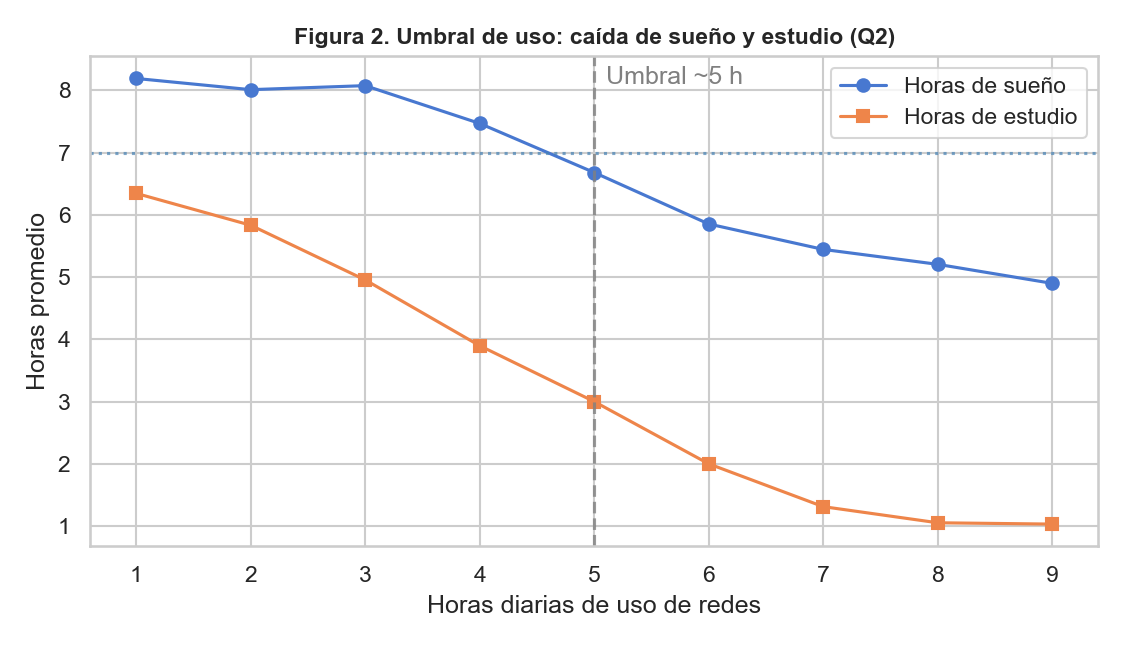 Figura 2. Umbral de uso: caída de sueño y estudio (Q2)
Umbral ~5 h
Horas de sueño
Horas de estudio
Horas promedio
8
7
6
5
4
3
2
1
1 2 3 4 5 6 7 8 9
Horas diarias de uso de redes